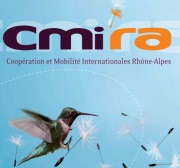 Cmira
Coopération et Mobilité Internationales Rhône-Alpes